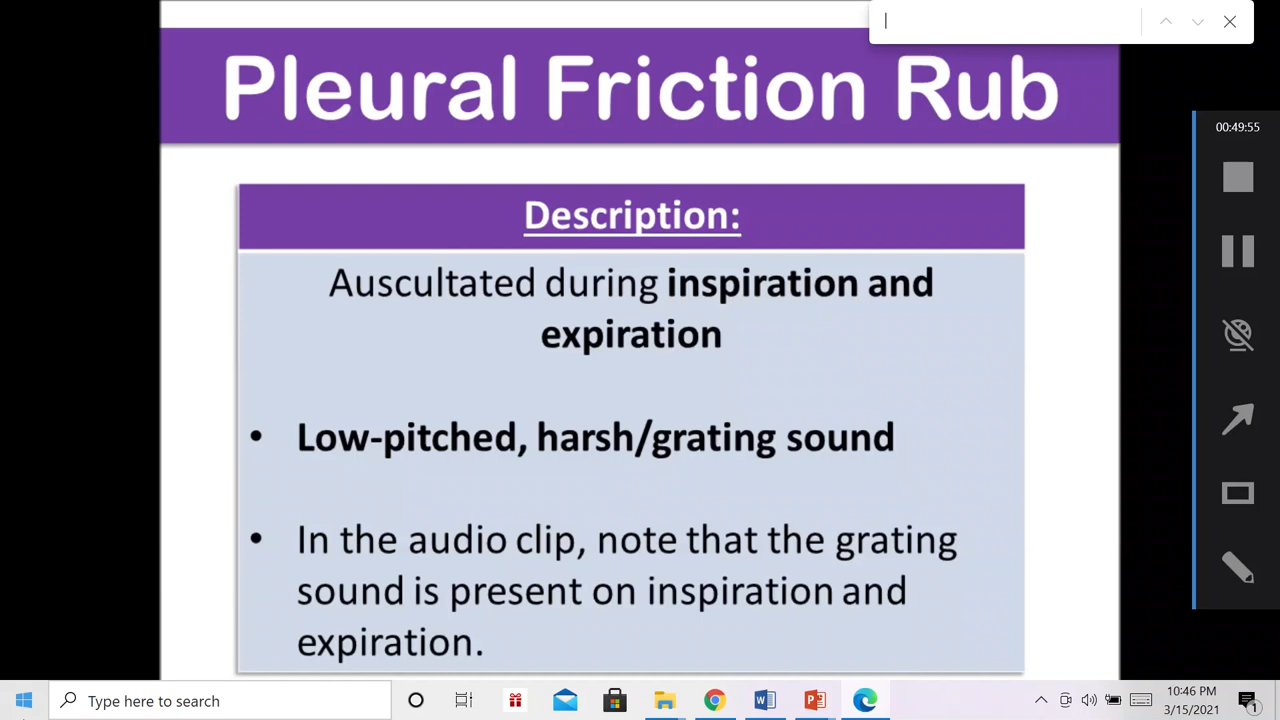 Pleural Friction Rub
00:49:55
Description:
Auscultated during inspiration and
expiration
• Low-pitched, harsh/grating sound
• In the audio clip, note that the grating
sound is present on inspiration and
expiration.
Type here to search
10:46 PM
3/15/2021
1